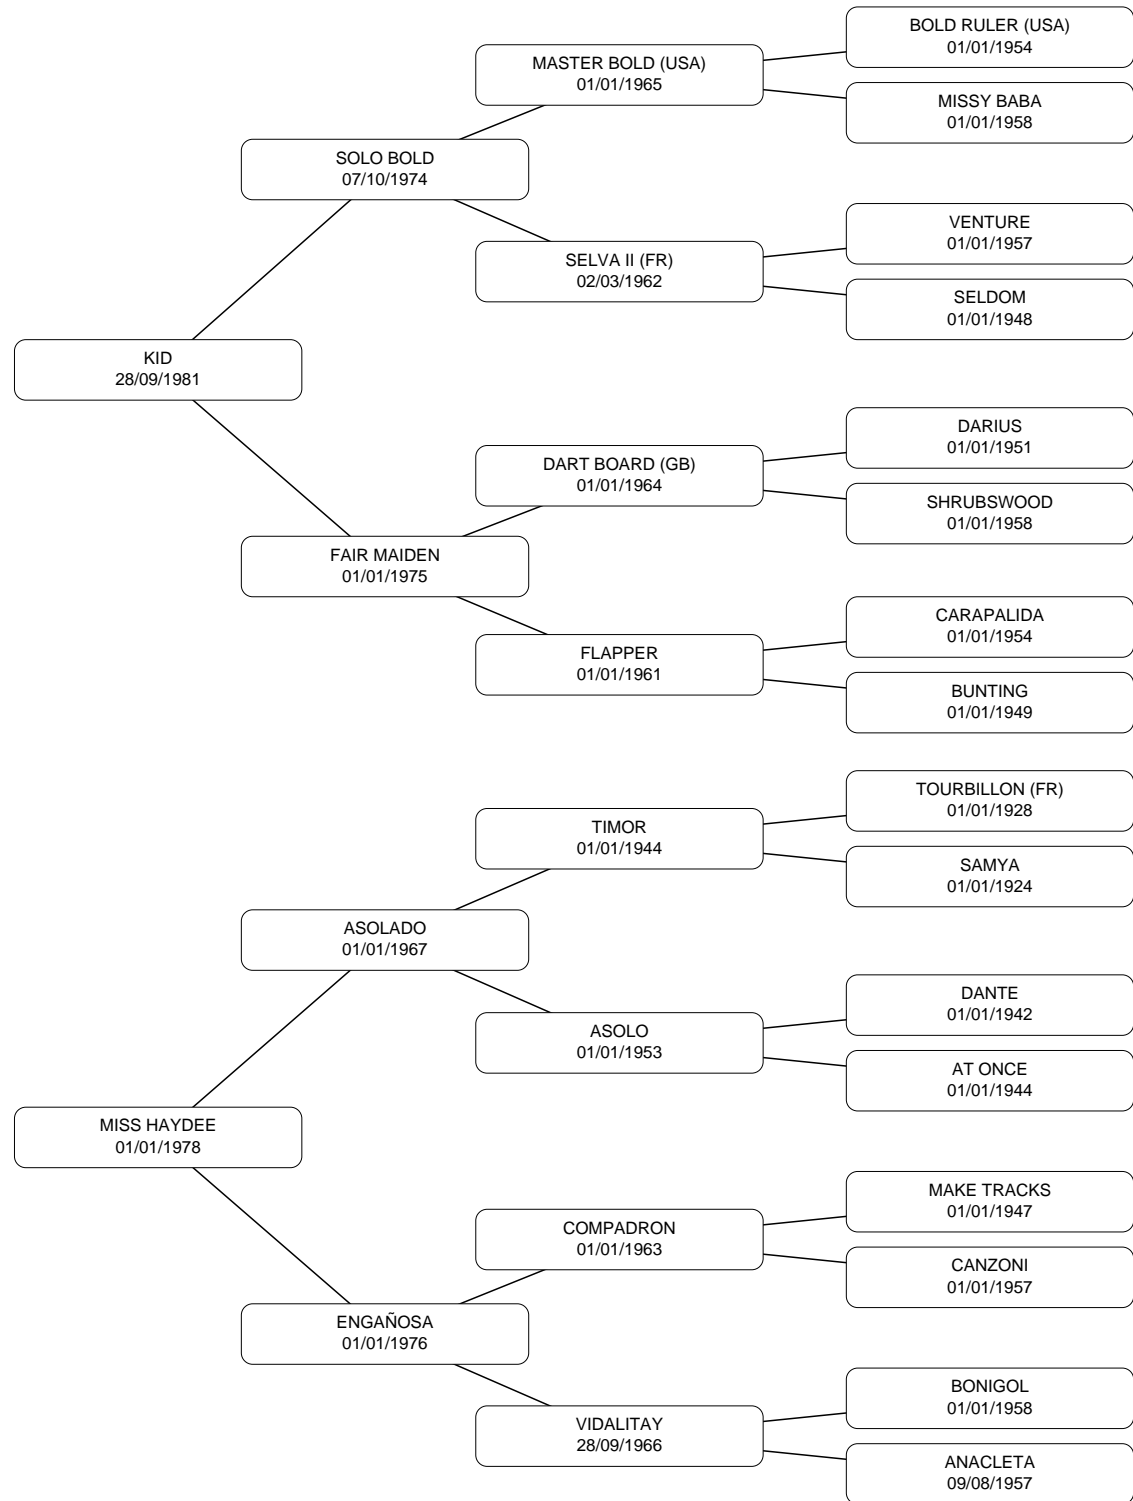 BOLD RULER (USA)
01/01/1954
MASTER BOLD (USA)
01/01/1965
MISSY BABA
01/01/1958
SOLO BOLD
07/10/1974
VENTURE
01/01/1957
SELVA II (FR)
02/03/1962
SELDOM
01/01/1948
KID
28/09/1981
DARIUS
01/01/1951
DART BOARD (GB)
01/01/1964
SHRUBSWOOD
01/01/1958
FAIR MAIDEN
01/01/1975
CARAPALIDA
01/01/1954
FLAPPER
01/01/1961
BUNTING
01/01/1949
TOURBILLON (FR)
01/01/1928
TIMOR
01/01/1944
SAMYA
01/01/1924
ASOLADO
01/01/1967
DANTE
01/01/1942
ASOLO
01/01/1953
AT ONCE
01/01/1944
MISS HAYDEE
01/01/1978
MAKE TRACKS
01/01/1947
COMPADRON
01/01/1963
CANZONI
01/01/1957
ENGAÑOSA
01/01/1976
BONIGOL
01/01/1958
VIDALITAY
28/09/1966
ANACLETA
09/08/1957